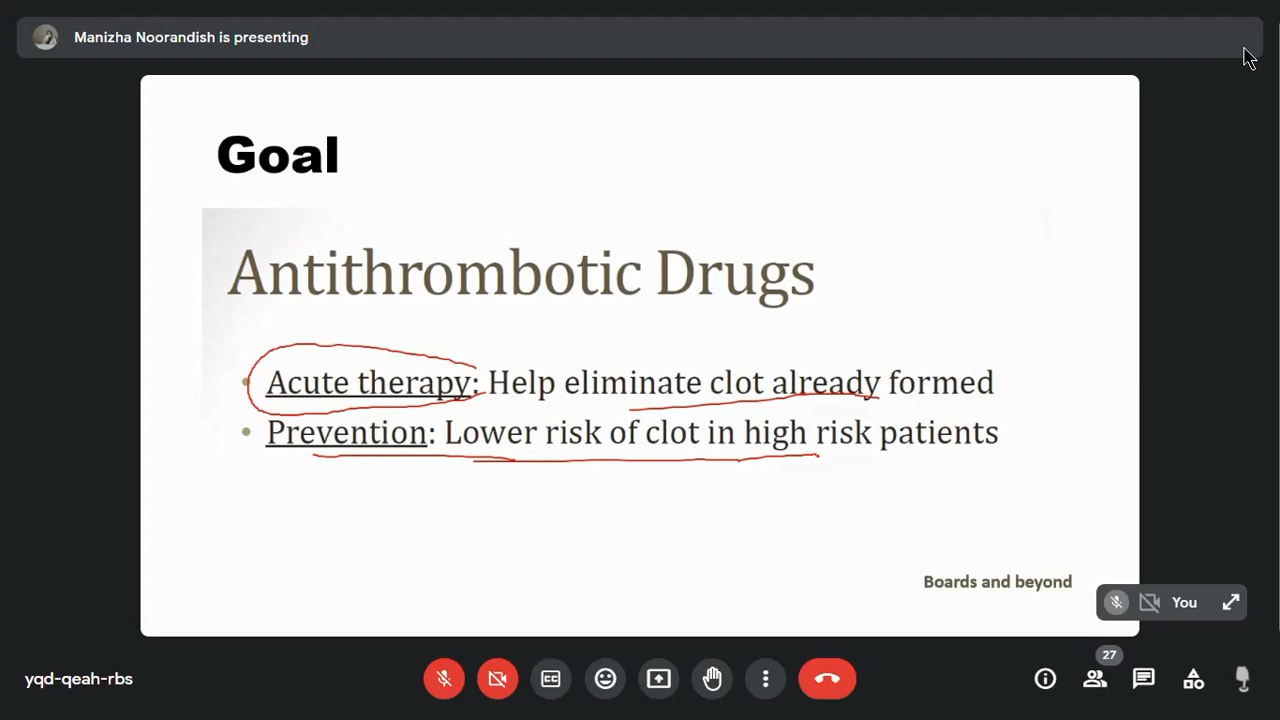 Manizha Noorandish is presenting
Goal
Antithrombotic Drugs
• Acute therapy: Help eliminate clot already formed
• Prevention: Lower risk of clot in high risk patients
Boards and beyond
You
27
yqd-qeah-rbs
CC